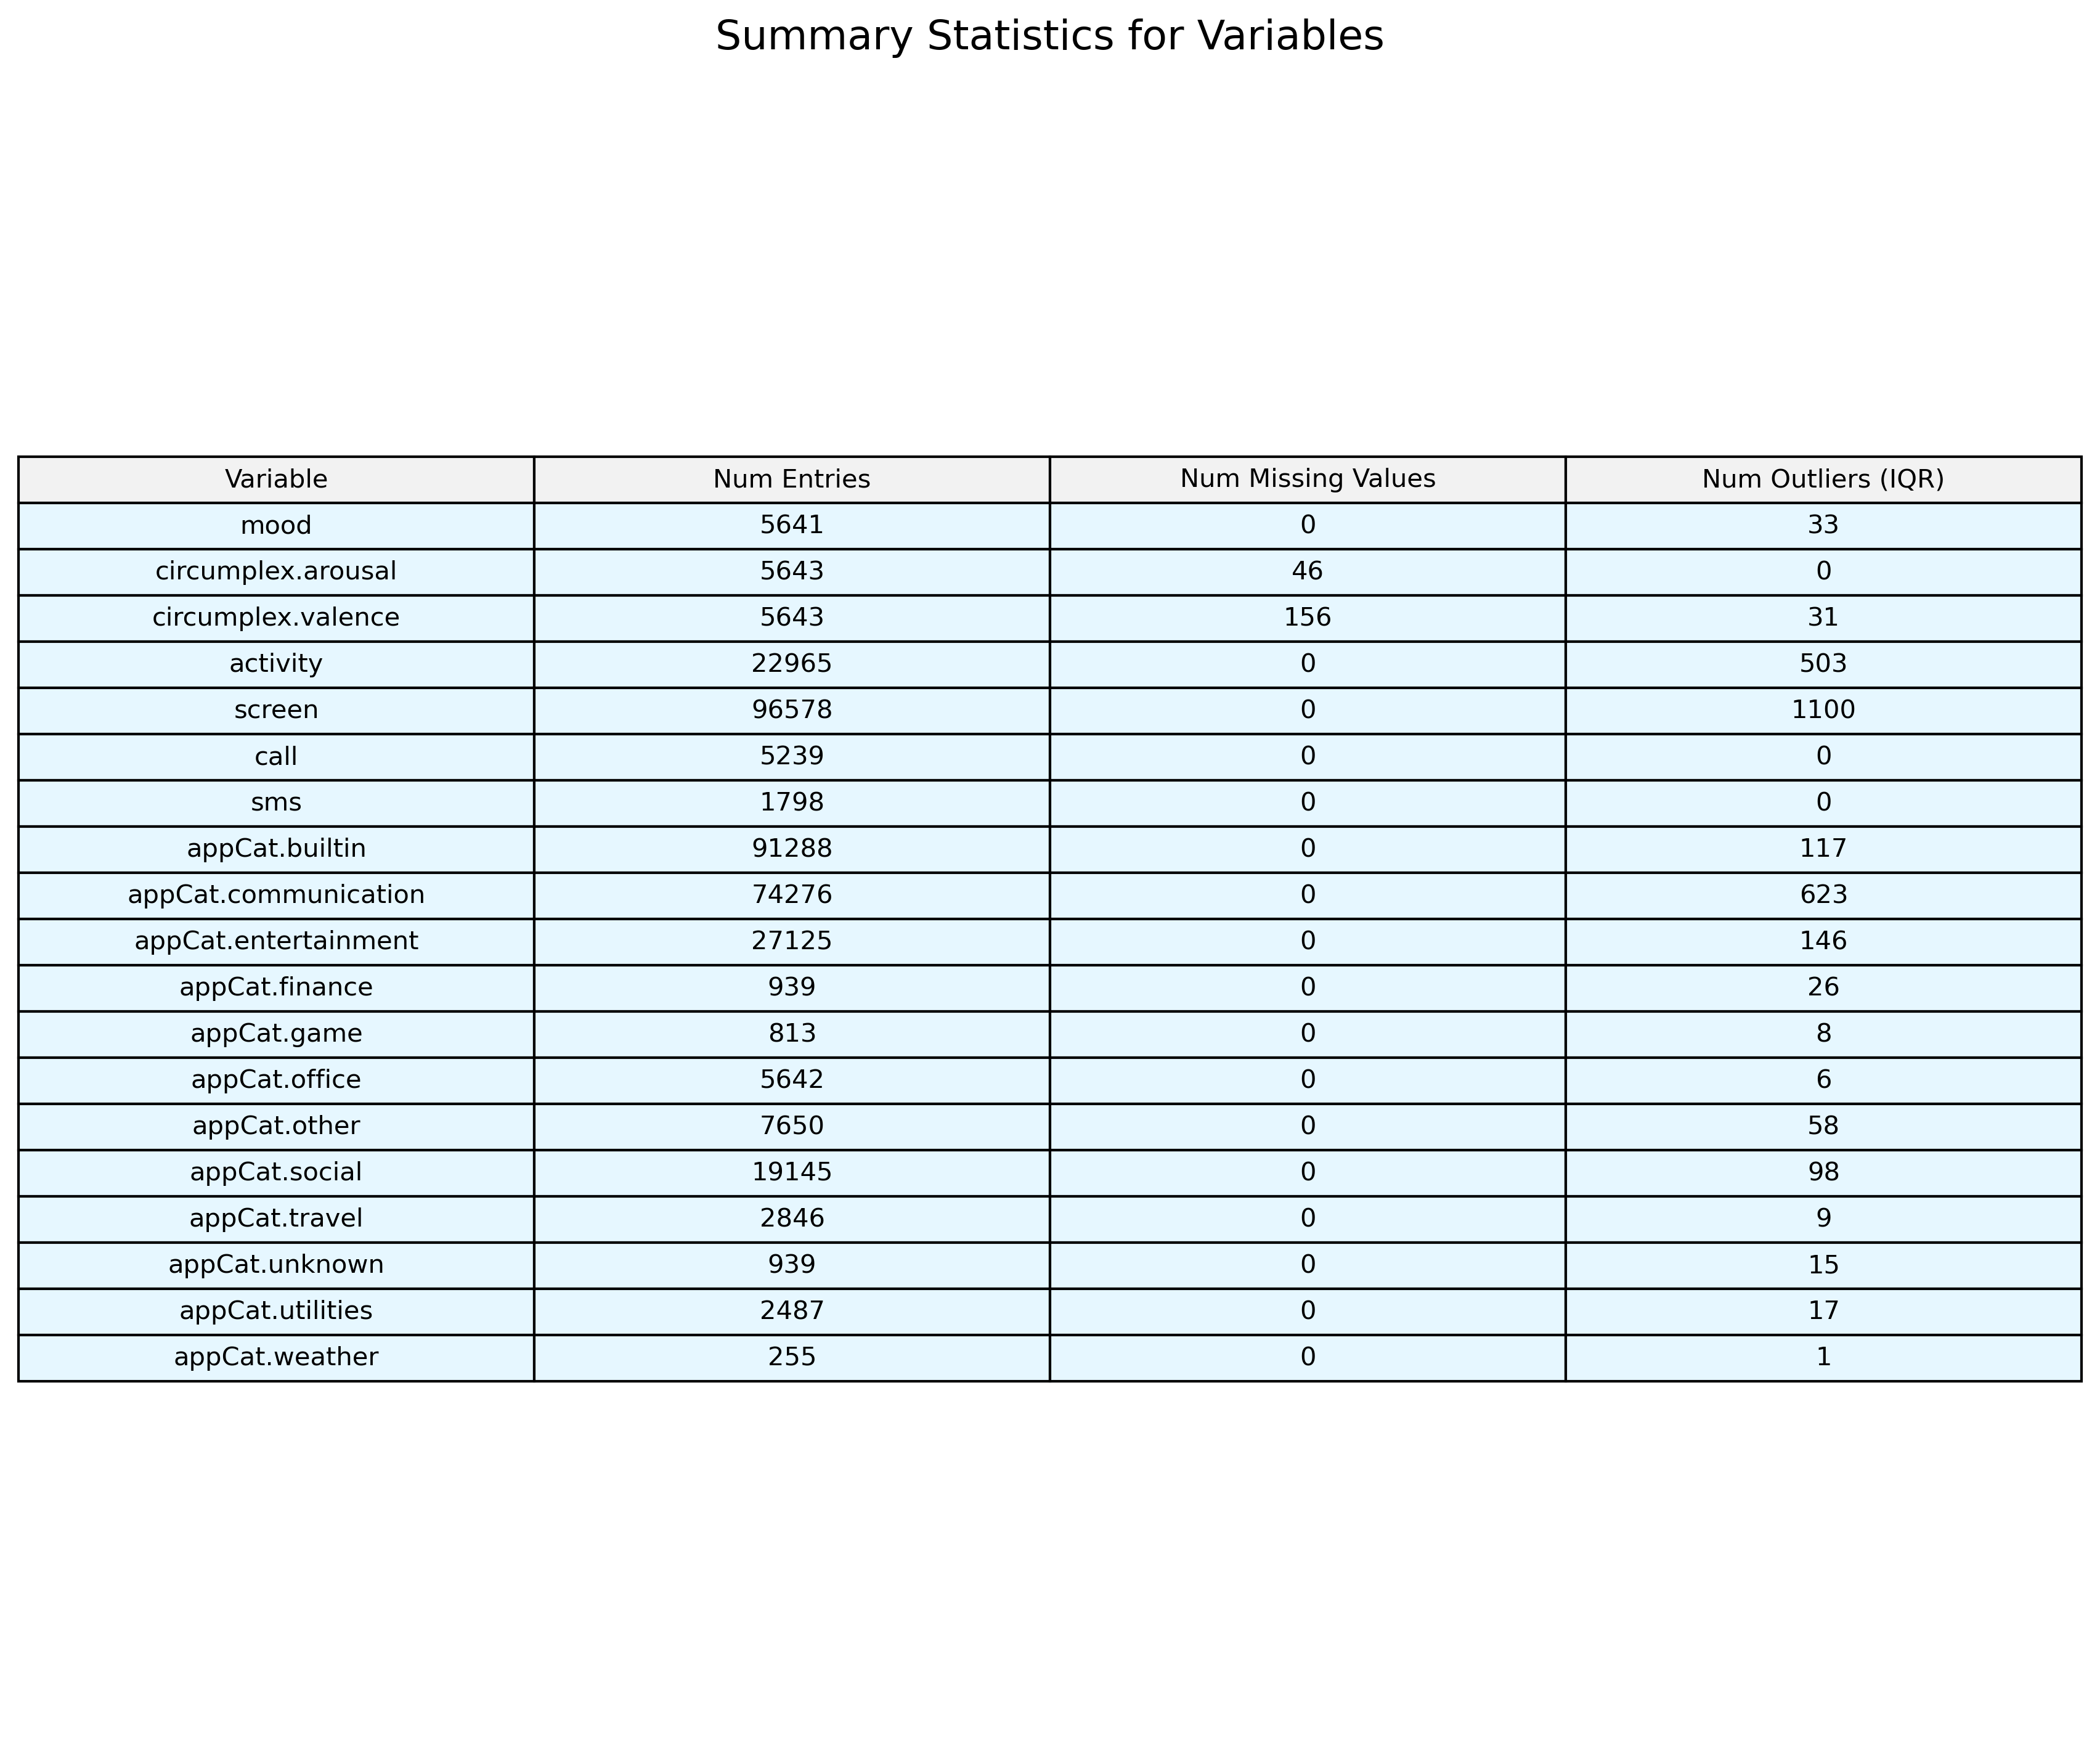 Summary Statistics for Variables
Variable Num Entries Num Missing Values Num Outliers (IQR)
mood 5641 0 33
circumplex.arousal 5643 46 0
circumplex.valence 5643 156 31
activity 22965 0 503
screen 96578 0 1100
call 5239 0 0
sms 1798 0 0
appCat.builtin 91288 0 117
appCat.communication 74276 0 623
appCat.entertainment 27125 0 146
appCat.finance 939 0 26
appCat.game 813 0 8
appCat.office 5642 0 6
appCat.other 7650 0 58
appCat.social 19145 0 98
appCat.travel 2846 0 9
appCat.unknown 939 0 15
appCat.utilities 2487 0 17
appCat.weather 255 0 1